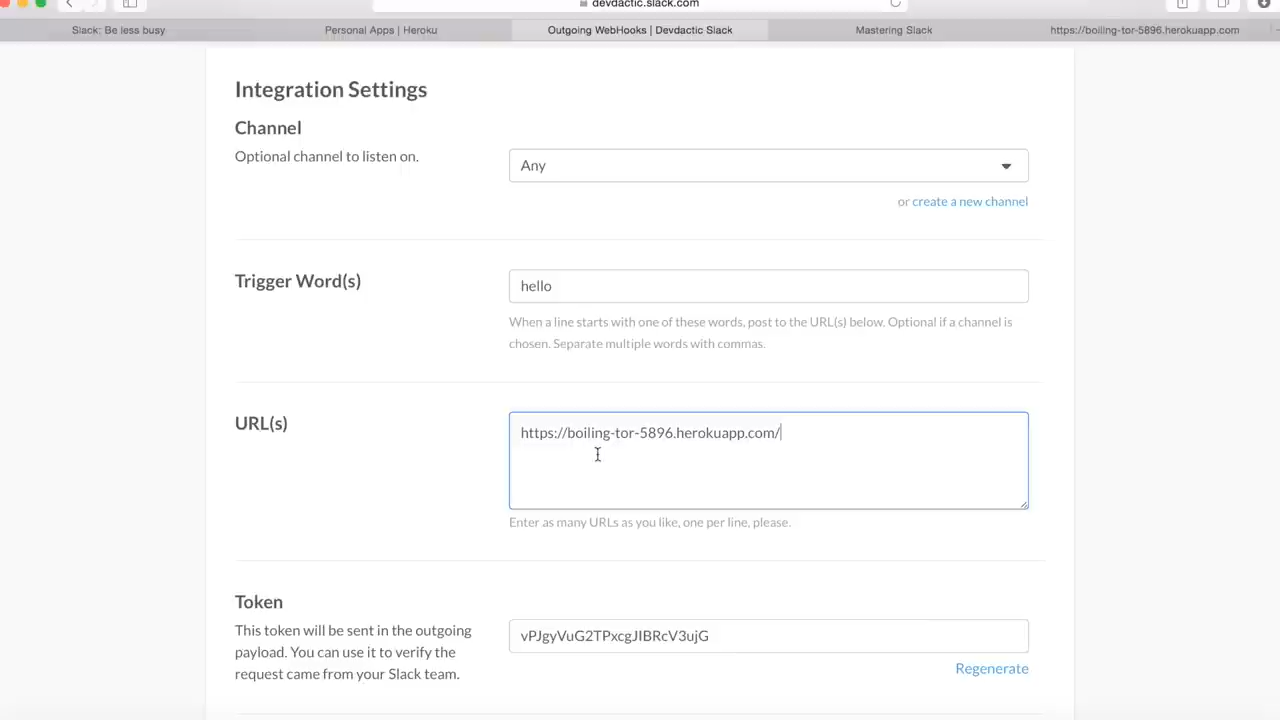 devdactic.slack.com
Slack: Be less busy
Personal Apps | Heroku
Outgoing WebHooks | Devdactic Slack
Mastering Slack
https://boiling-tor-5896.herokuapp.com
Integration Settings
Channel
Optional channel to listen on.
Any
or create a new channel
Trigger Word(s)
hello
When a line starts with one of these words, post to the URL(s) below. Optional if a channel is
chosen. Separate multiple words with commas.
URL(s)
https://boiling-tor-5896.herokuapp.com/
Enter as many URLs as you like, one per line, please.
Token
This token will be sent in the outgoing
payload. You can use it to verify the
request came from your Slack team.
vPJgyVuG2TPxcgJIBRcV3ujG
Regenerate